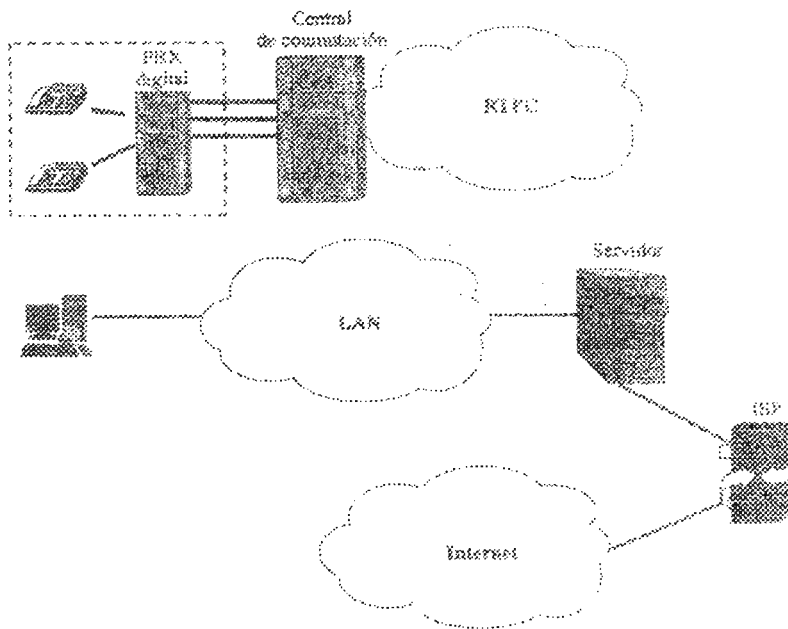 Central
de conmutación
PBX
digital
RTPC
Servidor
LAN
ISP
Internet